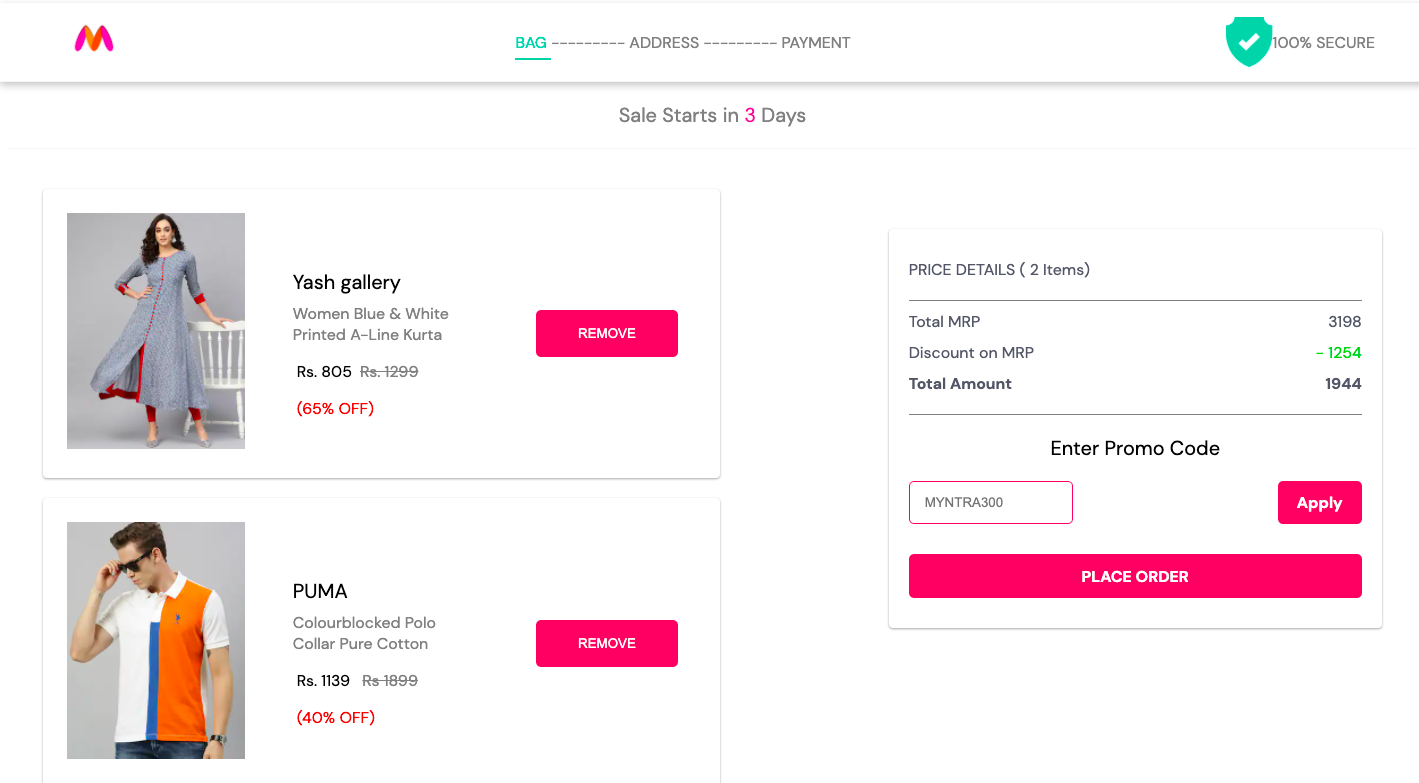 BAG --------- ADDRESS --------- PAYMENT
100% SECURE
Sale Starts in 3 Days
Yash gallery
Women Blue & White
Printed A-Line Kurta
Rs. 805 Rs. 1299
(65% OFF)
REMOVE
PUMA
Colourblocked Polo
Collar Pure Cotton
Rs. 1139 Rs 1899
(40% OFF)
REMOVE
PRICE DETAILS ( 2 Items)
Total MRP 3198
Discount on MRP - 1254
Total Amount 1944
Enter Promo Code
MYNTRA300
Apply
PLACE ORDER